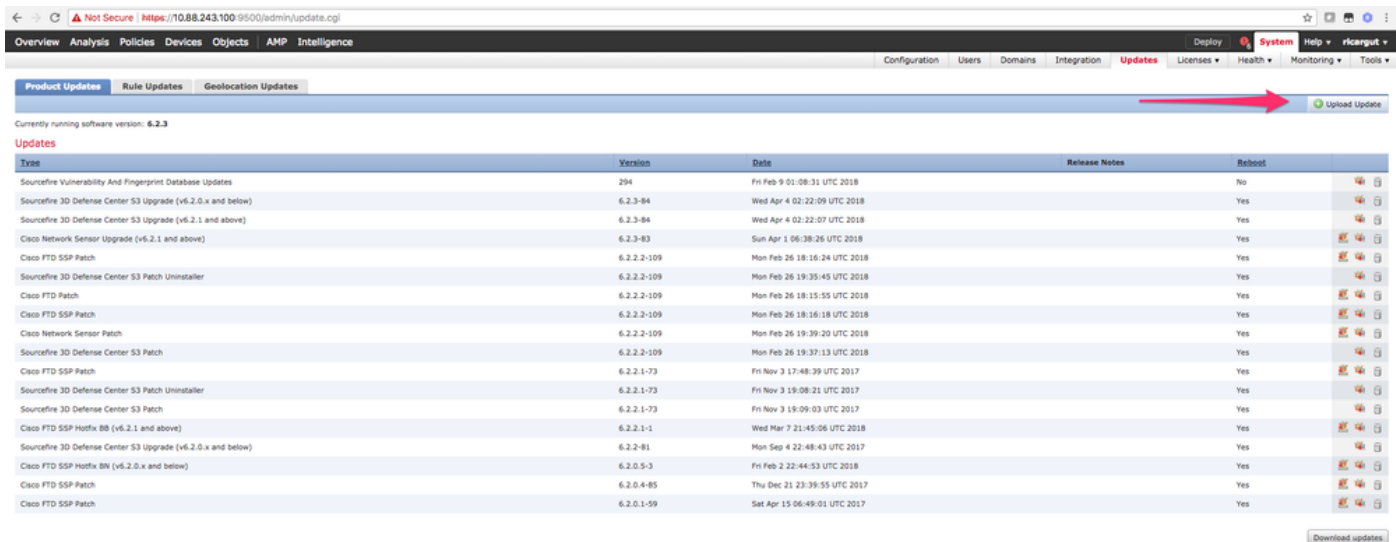 Not Secure | https://10.88.243.100:9500/admin/update.cgi
Overview Analysis Policies Devices Objects AMP Intelligence Deploy System Help ricargut
Configuration Users Domains Integration Updates Licenses Health Monitoring Tools
Product Updates Rule Updates Geolocation Updates
Upload Update
Currently running software version: 6.2.3
Updates
Type Version Date Release Notes Reboot
Sourcefire Vulnerability And Fingerprint Database Updates 294 Fri Feb 9 01:08:31 UTC 2018 No
Sourcefire 3D Defense Center S3 Upgrade (v6.2.0.x and below) 6.2.3-84 Wed Apr 4 02:22:09 UTC 2018 Yes
Sourcefire 3D Defense Center S3 Upgrade (v6.2.1 and above) 6.2.3-84 Wed Apr 4 02:22:07 UTC 2018 Yes
Cisco Network Sensor Upgrade (v6.2.1 and above) 6.2.3-83 Sun Apr 1 06:38:26 UTC 2018 Yes
Cisco FTD SSP Patch 6.2.2.2-109 Mon Feb 26 18:16:24 UTC 2018 Yes
Sourcefire 3D Defense Center S3 Patch Uninstaller 6.2.2.2-109 Mon Feb 26 19:35:45 UTC 2018 Yes
Cisco FTD Patch 6.2.2.2-109 Mon Feb 26 18:15:55 UTC 2018 Yes
Cisco FTD SSP Patch 6.2.2.2-109 Mon Feb 26 18:16:18 UTC 2018 Yes
Cisco Network Sensor Patch 6.2.2.2-109 Mon Feb 26 19:39:20 UTC 2018 Yes
Sourcefire 3D Defense Center S3 Patch 6.2.2.2-109 Mon Feb 26 19:37:13 UTC 2018 Yes
Cisco FTD SSP Patch 6.2.2.1-73 Fri Nov 3 17:48:39 UTC 2017 Yes
Sourcefire 3D Defense Center S3 Patch Uninstaller 6.2.2.1-73 Fri Nov 3 19:08:21 UTC 2017 Yes
Sourcefire 3D Defense Center S3 Patch 6.2.2.1-73 Fri Nov 3 19:09:03 UTC 2017 Yes
Cisco FTD SSP Hotfix BB (v6.2.1 and above) 6.2.2.1-1 Wed Mar 7 21:45:06 UTC 2018 Yes
Sourcefire 3D Defense Center S3 Upgrade (v6.2.0.x and below) 6.2.2-81 Mon Sep 4 22:48:43 UTC 2017 Yes
Cisco FTD SSP Hotfix BN (v6.2.0.x and below) 6.2.0.5-3 Fri Feb 2 22:44:53 UTC 2018 Yes
Cisco FTD SSP Patch 6.2.0.4-85 Thu Dec 21 23:39:55 UTC 2017 Yes
Cisco FTD SSP Patch 6.2.0.1-59 Sat Apr 15 06:49:01 UTC 2017 Yes
Download updates